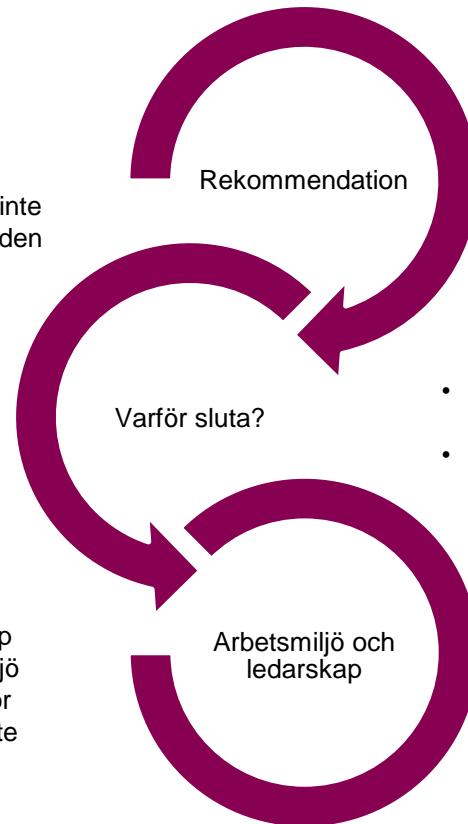 Rekommendation
inte
den
Varför sluta?
•
•
Arbetsmiljö och
ledarskap
p
jö
or
te